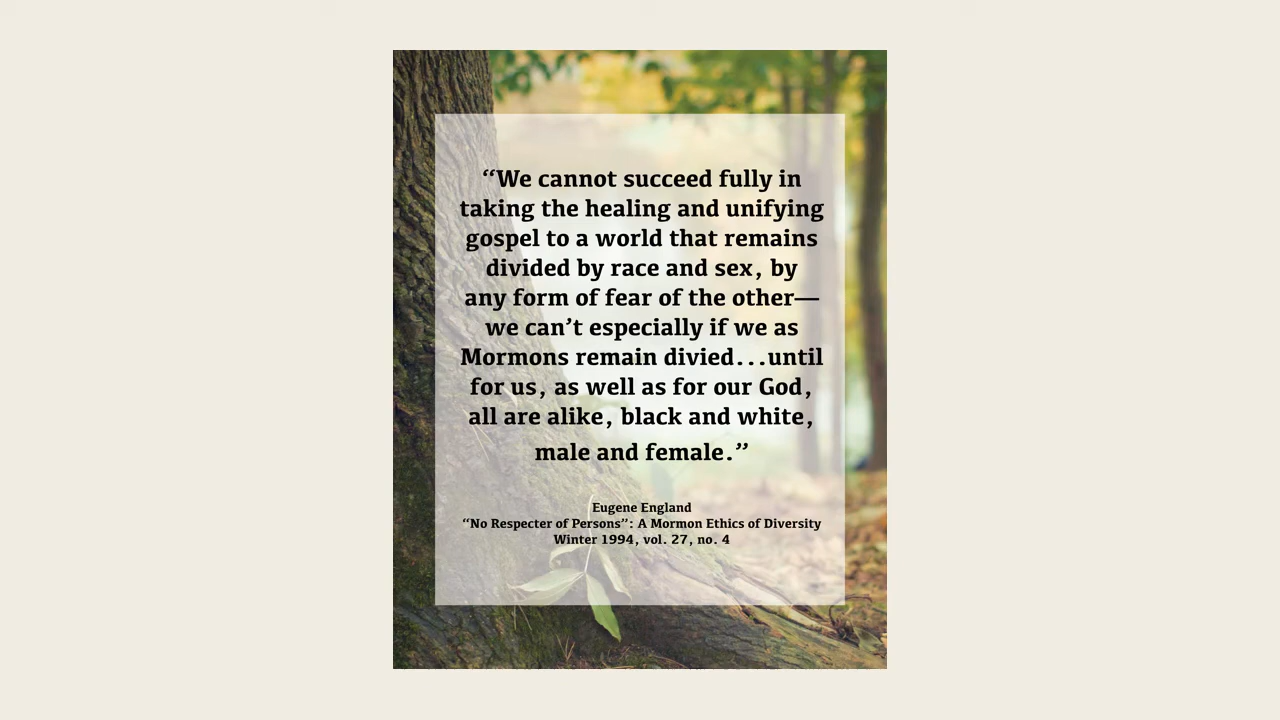 “We cannot succeed fully in
taking the healing and unifying
gospel to a world that remains
divided by race and sex, by
any form of fear of the other—
we can’t especially if we as
Mormons remain divied...until
for us, as well as for our God,
all are alike, black and white,
male and female.”
Eugene England
“No Respecter of Persons”: A Mormon Ethics of Diversity
Winter 1994, vol. 27, no. 4